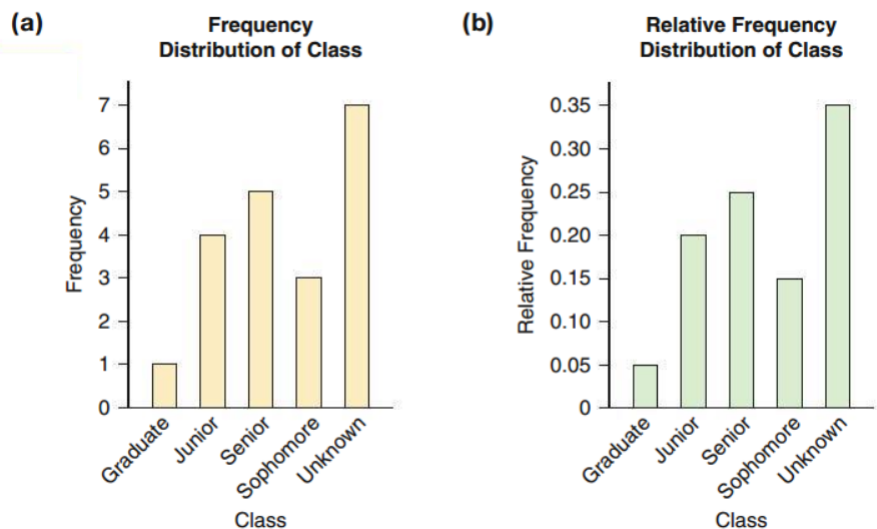 (a)
Frequency
Distribution of Class
7
6
5
4
3
2
1
0
Frequency
Graduate
Junior
Senior
Sophomore
Unknown
Class
(b)
Relative Frequency
Distribution of Class
0.35
0.30
0.25
0.20
0.15
0.10
0.05
0
Relative Frequency
Graduate
Junior
Senior
Sophomore
Unknown
Class